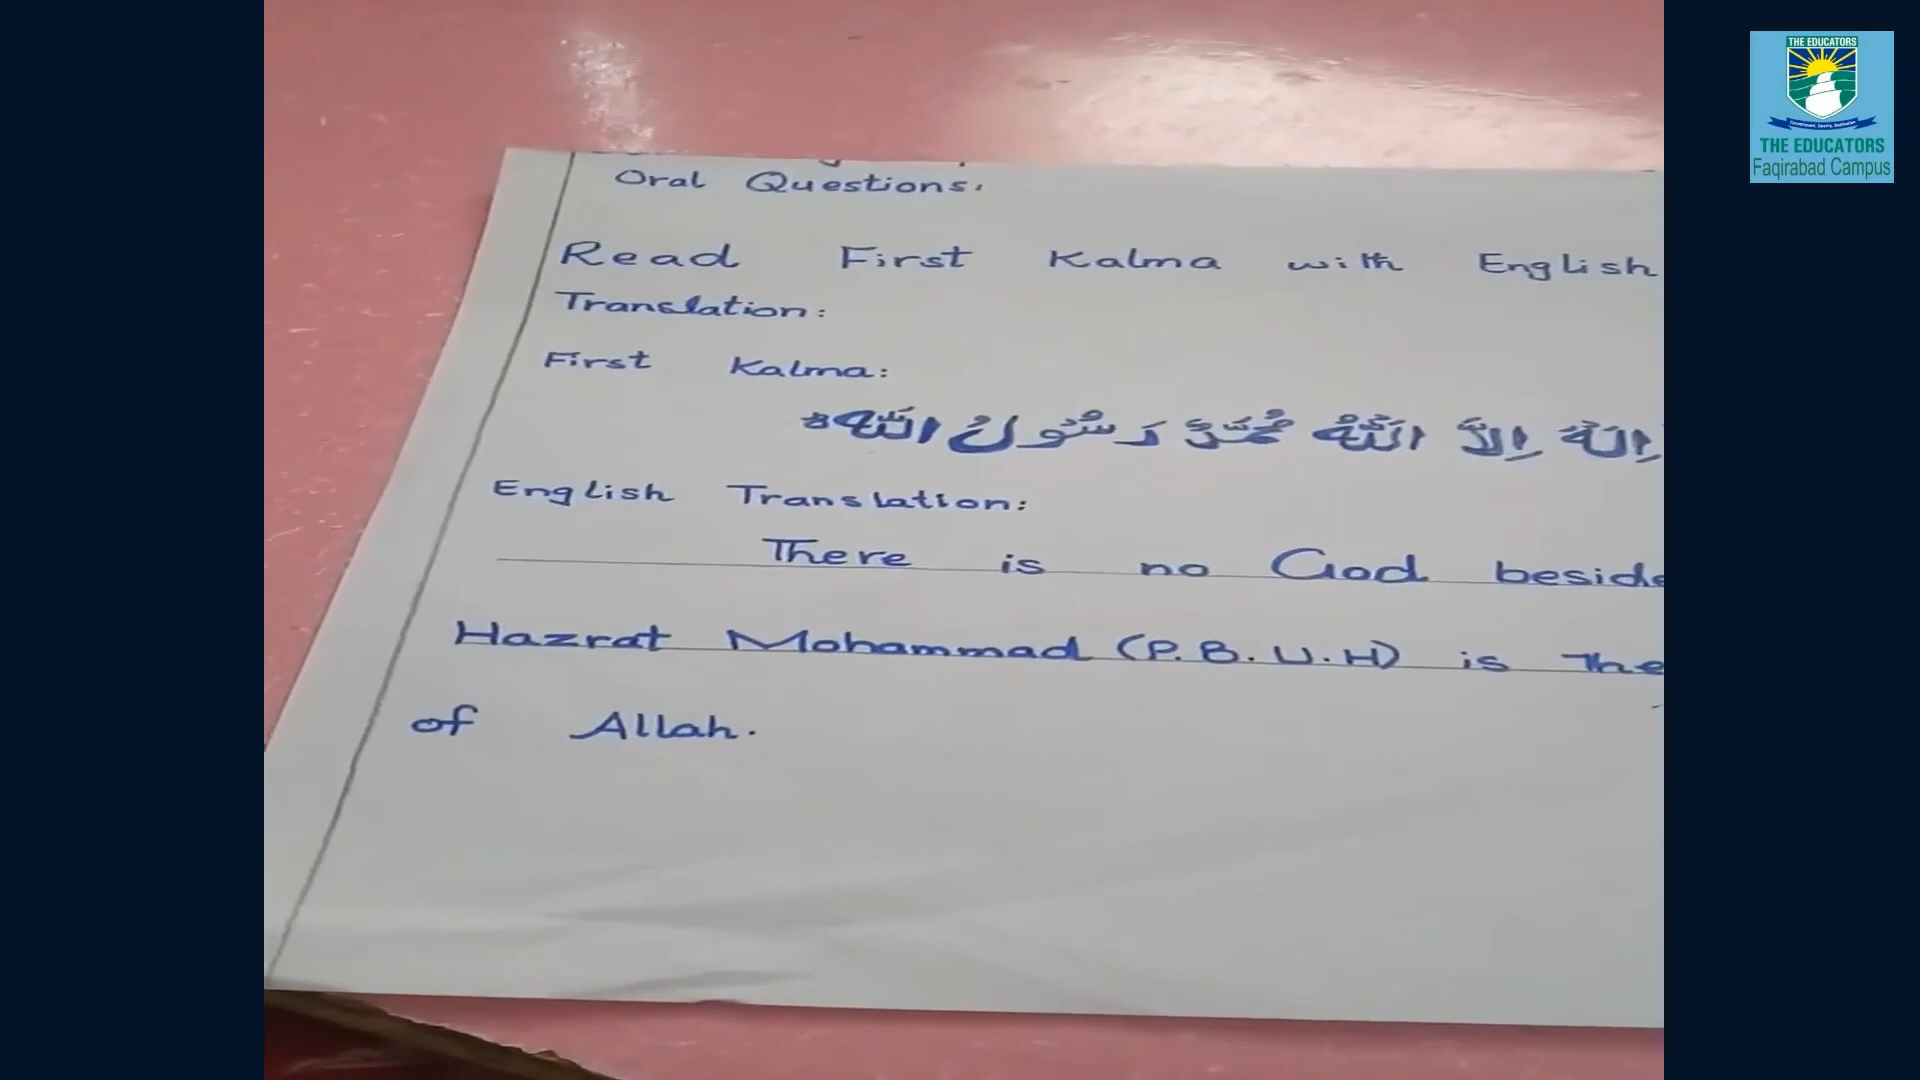 Oral Questions.
Read First Kalma with English
Translation:
First Kalma:
اِلٰهَ اِلَّا اللّٰهُ مُحَمَّدٌ رَسُوْلُ اللّٰهِ
English Translation:
There is no God beside
Hazrat Mohammad (P.B.U.H) is The
of Allah.
THE EDUCATORS
THE EDUCATORS
Faqirabad Campus